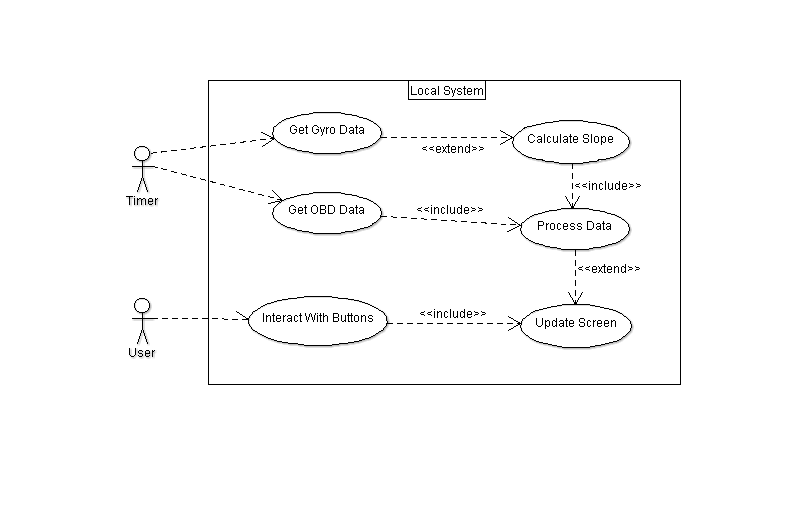 Local System
Get Gyro Data
<<extend>>
Calculate Slope
Timer
<<include>>
Get OBD Data
<<include>>
Process Data
<<extend>>
Interact With Buttons
<<include>>
Update Screen
User